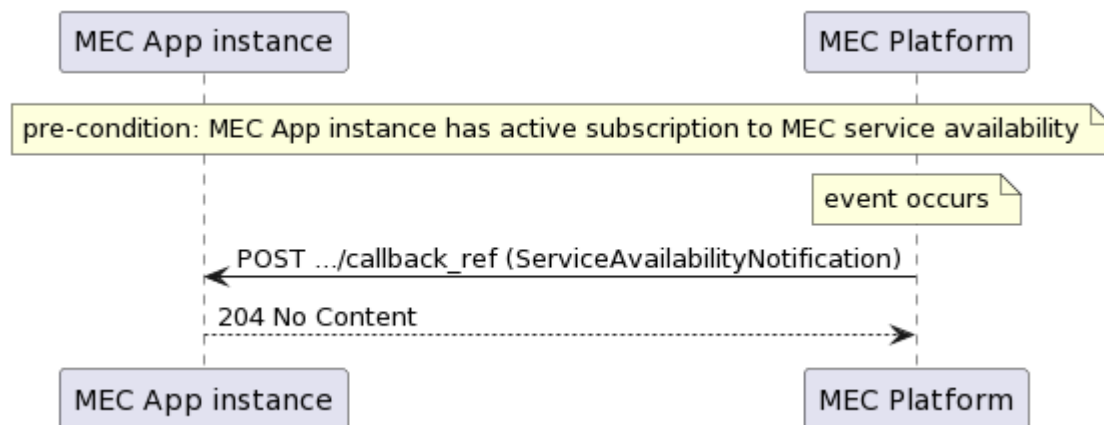 MEC App instance
MEC Platform
pre-condition: MEC App instance has active subscription to MEC service availability
event occurs
POST .../callback_ref (ServiceAvailabilityNotification)
204 No Content
MEC App instance
MEC Platform